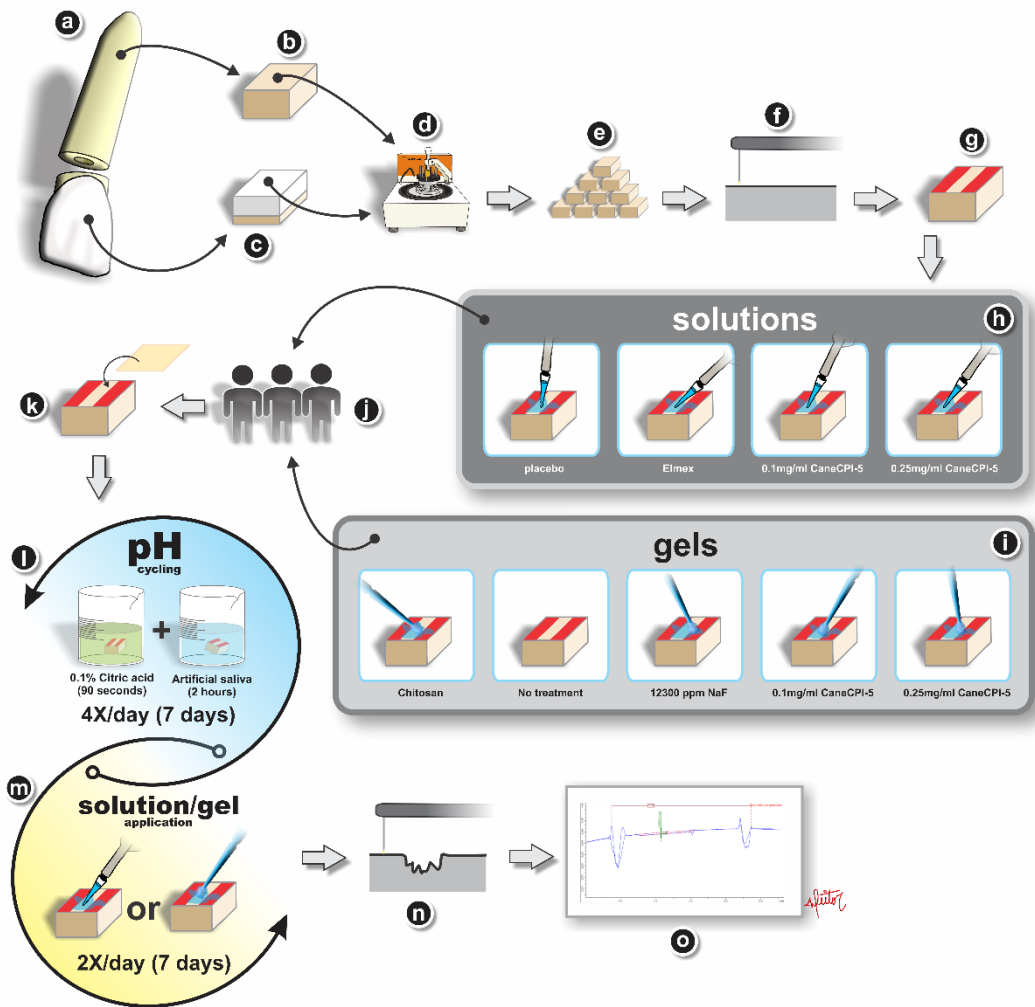 a
b
c
d
e
f
g
solutions
h
placebo
Elmex
0.1mg/ml CaneCPI-5
0.25mg/ml CaneCPI-5
j
k
gels
i
Chitosan
No treatment
12300 ppm NaF
0.1mg/ml CaneCPI-5
0.25mg/ml CaneCPI-5
l
pH
cycling
+
0.1% Citric acid
(90 seconds)
Artificial saliva
(2 hours)
4X/day (7 days)
m
solution/gel
application
or
2X/day (7 days)
n
o